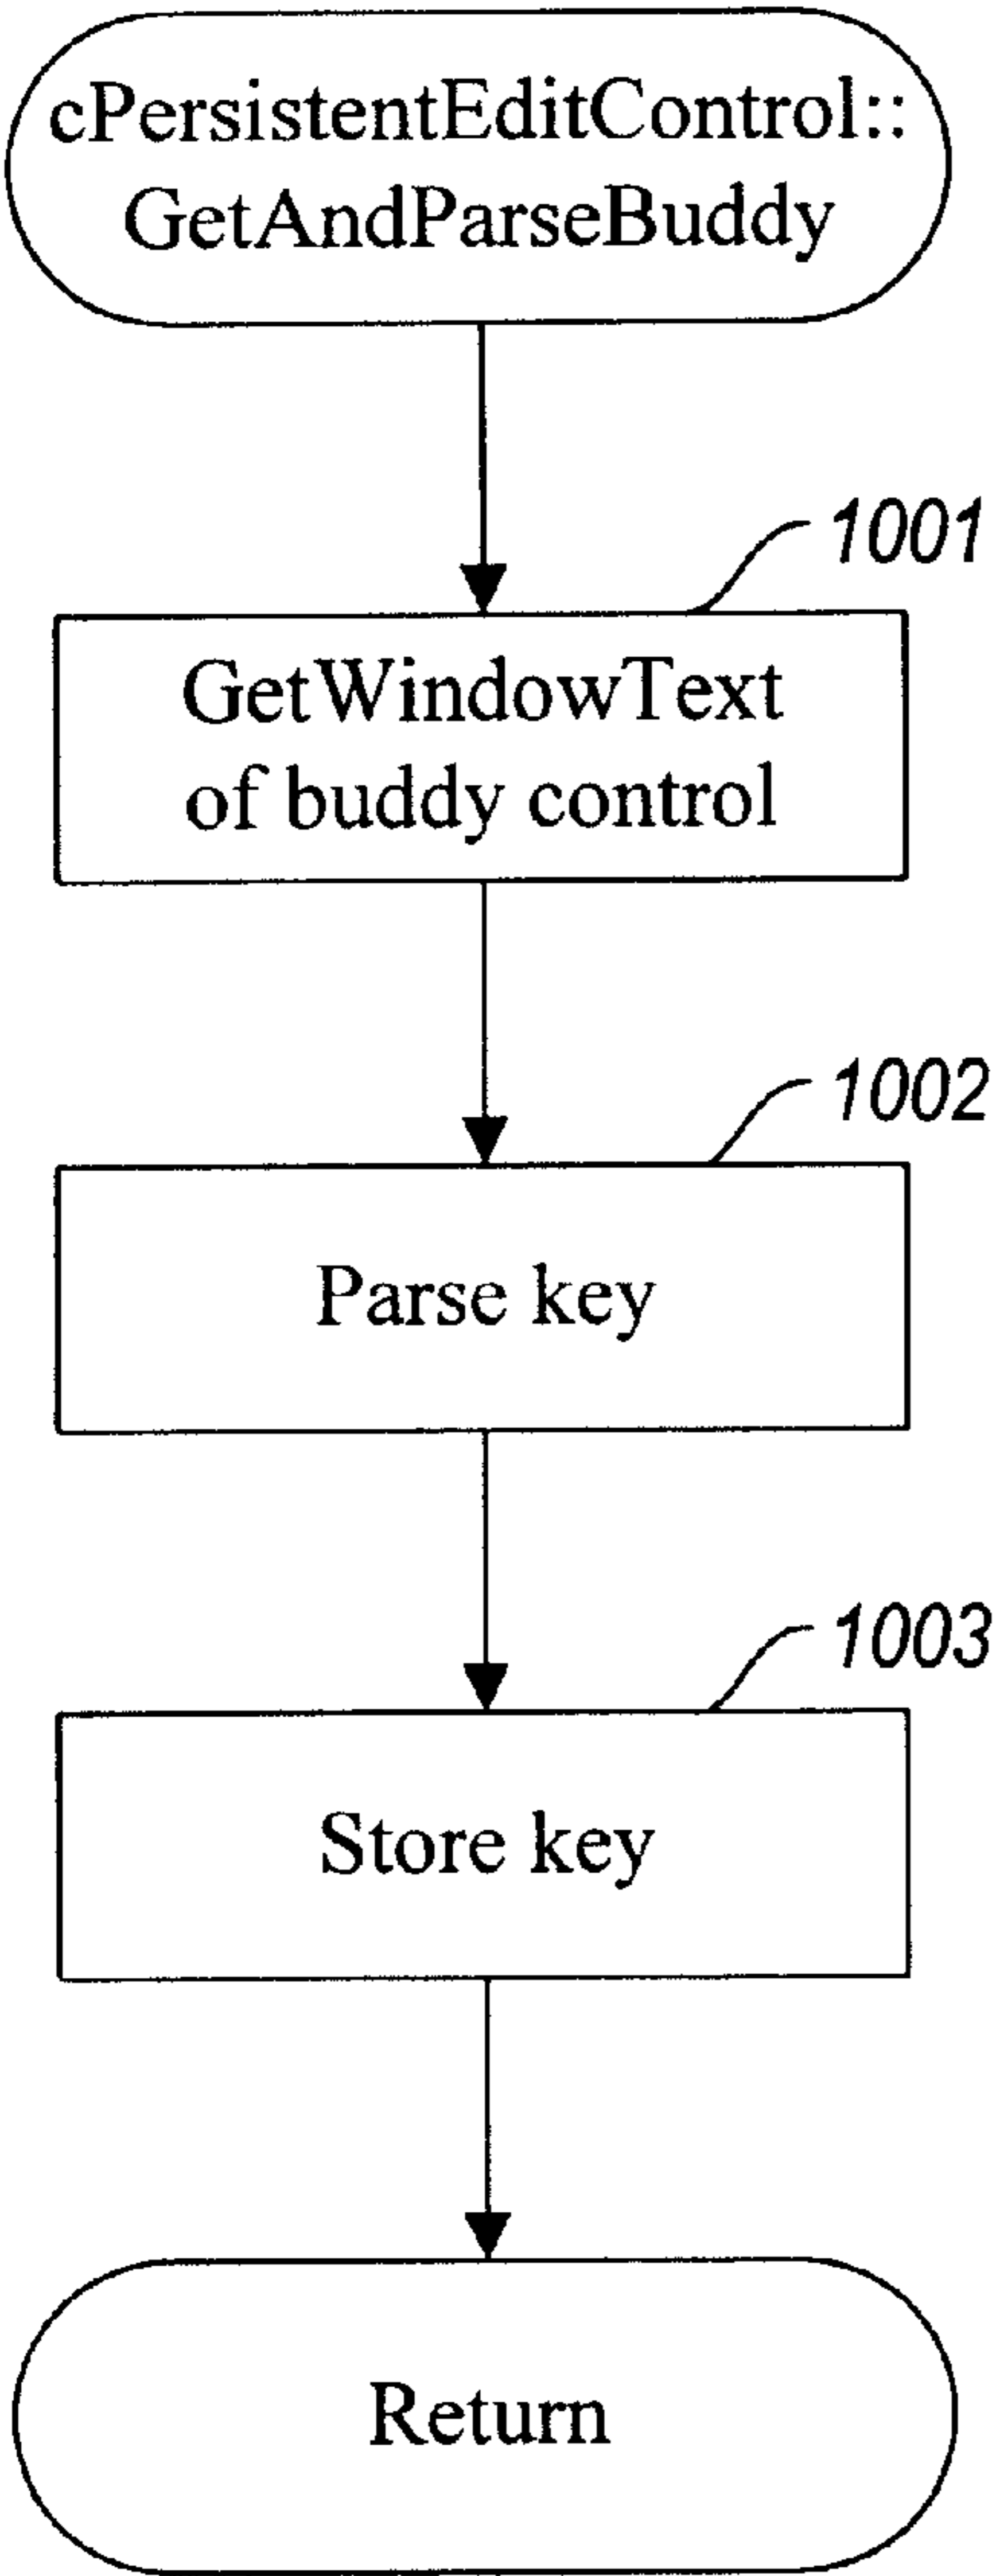 cPersistentEditControl::
GetAndParseBuddy
1001
GetWindowText
of buddy control
1002
Parse key
1003
Store key
Return